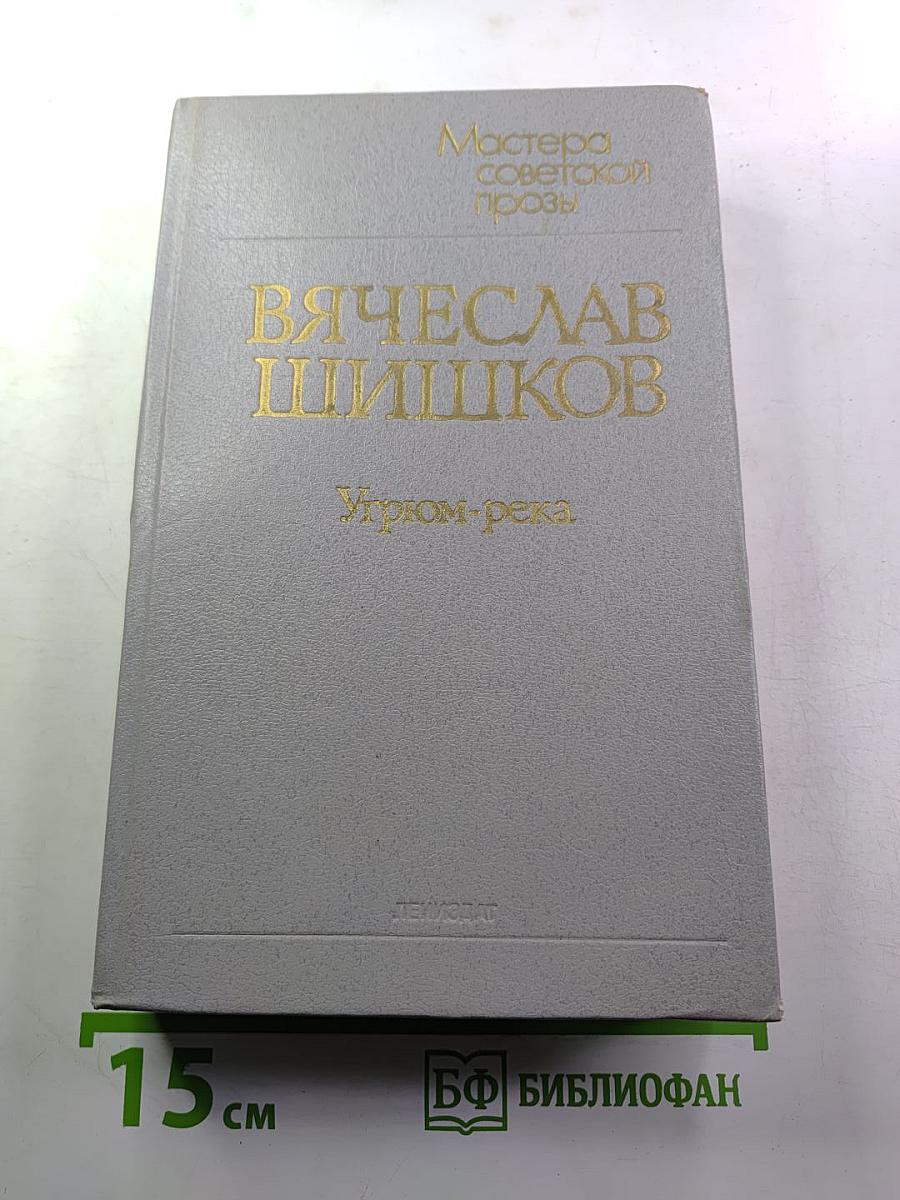 Мастера
советской
прозы
ВЯЧЕСЛАВ
ШИШКОВ
Угрюм-река
ЛЕНИЗДАТ
15 см
БФ БИБЛИОФАН